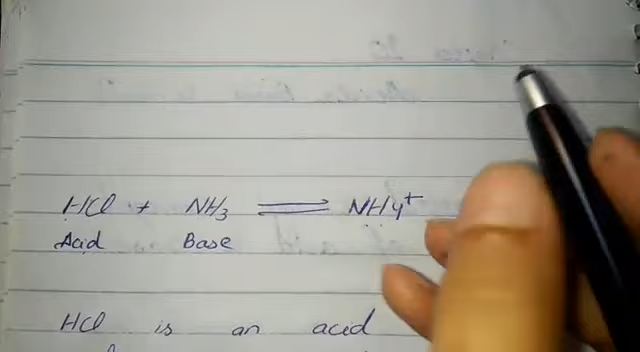 HCl + NH3 ⇌ NH4+
Acid Base
HCl is an acid